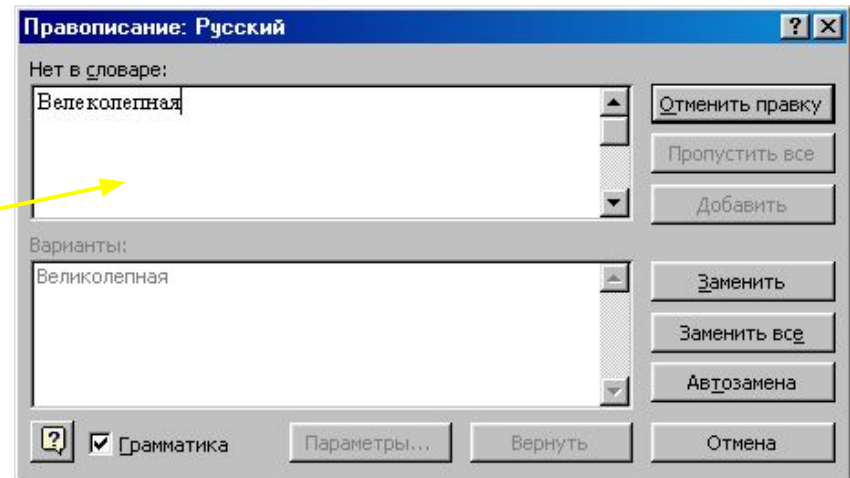 Правописание: Русский
Нет в словаре:
Велеколепная
Отменить правку
Пропустить все
Добавить
Варианты:
Великолепная
Заменить
Заменить все
Автозамена
Грамматика
Параметры...
Вернуть
Отмена